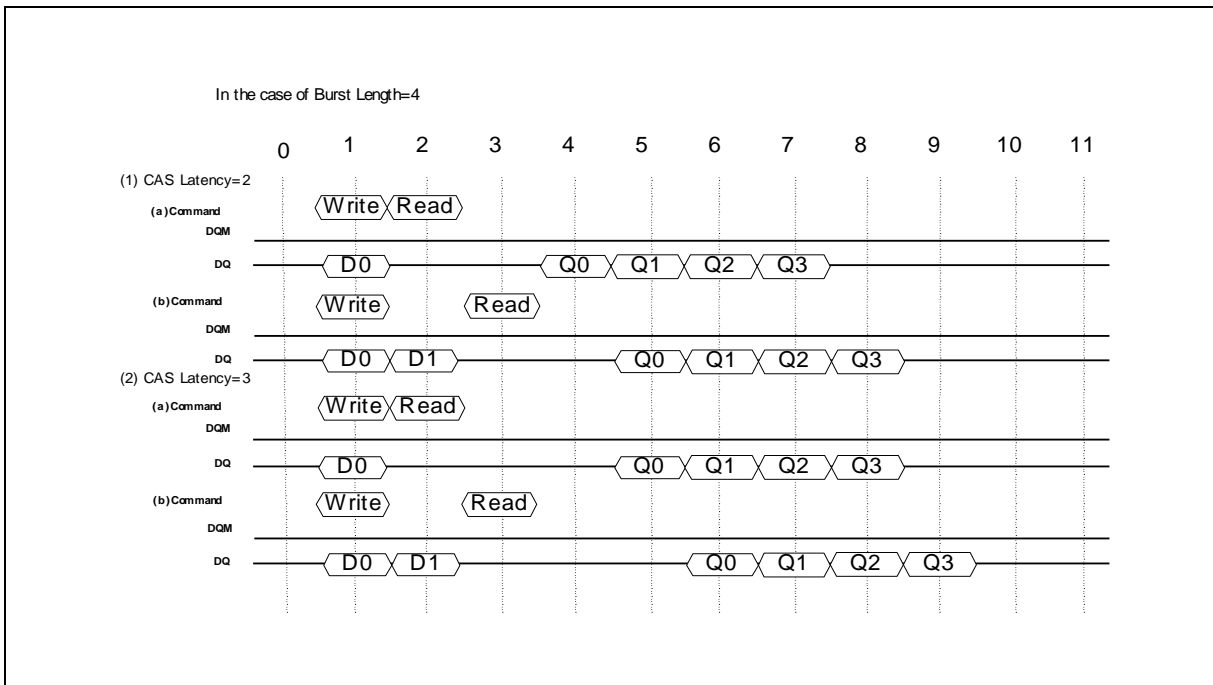 In the case of Burst Length=4
0 1 2 3 4 5 6 7 8 9 10 11
(1) CAS Latency=2
(a)Command Write Read
DQM
DQ D0 Q0 Q1 Q2 Q3
(b)Command Write Read
DQM
DQ D0 D1 Q0 Q1 Q2 Q3
(2) CAS Latency=3
(a)Command Write Read
DQM
DQ D0 Q0 Q1 Q2 Q3
(b)Command Write Read
DQM
DQ D0 D1 Q0 Q1 Q2 Q3